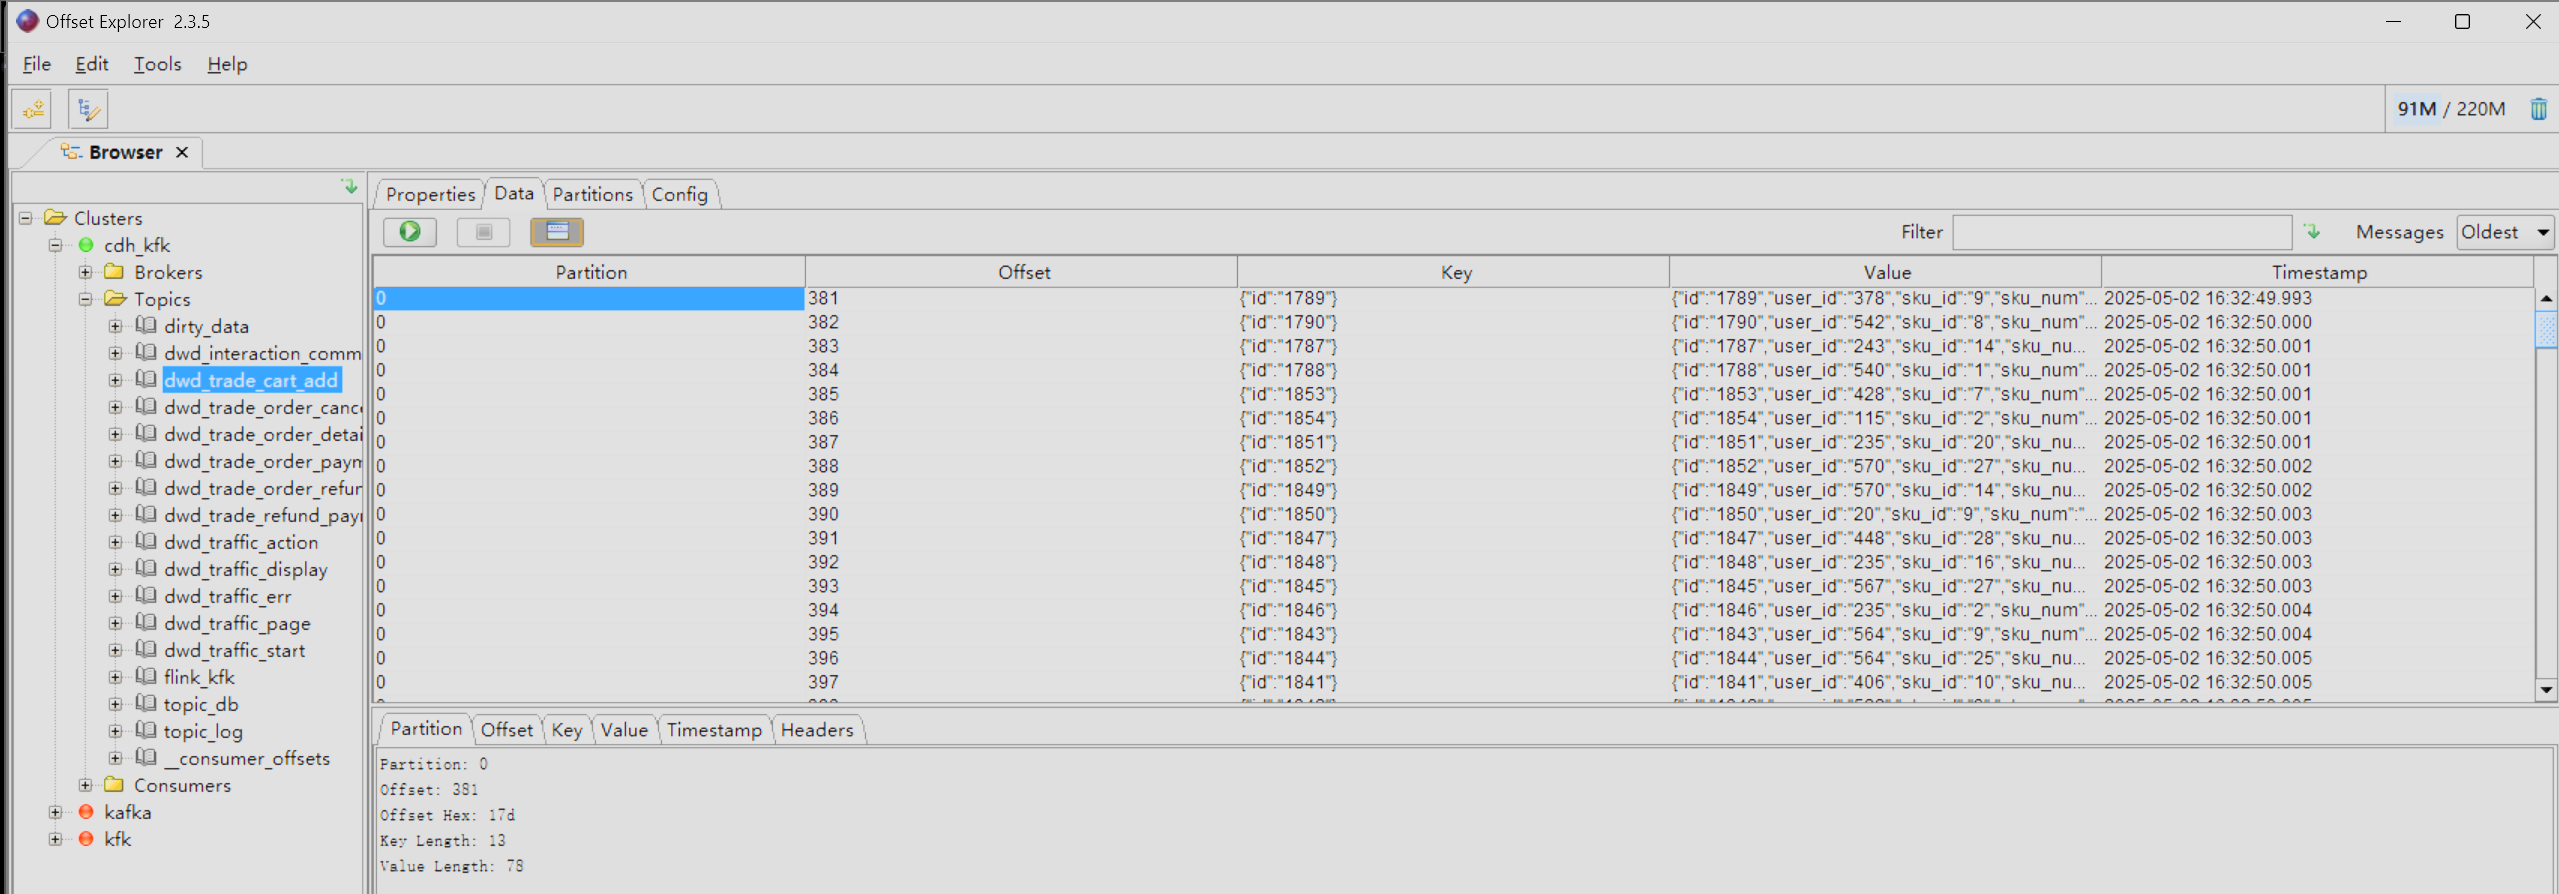 Offset Explorer 2.3.5
File Edit Tools Help
91M / 220M
Browser
Clusters
cdh_kfk
Brokers
Topics
dirty_data
dwd_interaction_comm
dwd_trade_cart_add
dwd_trade_order_canc
dwd_trade_order_detai
dwd_trade_order_paym
dwd_trade_order_refun
dwd_trade_refund_payı
dwd_traffic_action
dwd_traffic_display
dwd_traffic_err
dwd_traffic_page
dwd_traffic_start
flink_kfk
topic_db
topic_log
__consumer_offsets
Consumers
kafka
kfk
Properties Data Partitions Config
Filter Messages Oldest
Partition Offset Key Value Timestamp
0 381 {"id":"1789"} {"id":"1789","user_id":"378","sku_id":"9","sku_num"... 2025-05-02 16:32:49.993
0 382 {"id":"1790"} {"id":"1790","user_id":"542","sku_id":"8","sku_num"... 2025-05-02 16:32:50.000
0 383 {"id":"1787"} {"id":"1787","user_id":"243","sku_id":"14","sku_nu... 2025-05-02 16:32:50.001
0 384 {"id":"1788"} {"id":"1788","user_id":"540","sku_id":"1","sku_num"... 2025-05-02 16:32:50.001
0 385 {"id":"1853"} {"id":"1853","user_id":"428","sku_id":"7","sku_num"... 2025-05-02 16:32:50.001
0 386 {"id":"1854"} {"id":"1854","user_id":"115","sku_id":"2","sku_num"... 2025-05-02 16:32:50.001
0 387 {"id":"1851"} {"id":"1851","user_id":"235","sku_id":"20","sku_nu... 2025-05-02 16:32:50.001
0 388 {"id":"1852"} {"id":"1852","user_id":"570","sku_id":"27","sku_nu... 2025-05-02 16:32:50.002
0 389 {"id":"1849"} {"id":"1849","user_id":"570","sku_id":"14","sku_nu... 2025-05-02 16:32:50.002
0 390 {"id":"1850"} {"id":"1850","user_id":"20","sku_id":"9","sku_num":"... 2025-05-02 16:32:50.003
0 391 {"id":"1847"} {"id":"1847","user_id":"448","sku_id":"28","sku_nu... 2025-05-02 16:32:50.003
0 392 {"id":"1848"} {"id":"1848","user_id":"235","sku_id":"16","sku_nu... 2025-05-02 16:32:50.003
0 393 {"id":"1845"} {"id":"1845","user_id":"567","sku_id":"27","sku_nu... 2025-05-02 16:32:50.003
0 394 {"id":"1846"} {"id":"1846","user_id":"235","sku_id":"2","sku_num"... 2025-05-02 16:32:50.004
0 395 {"id":"1843"} {"id":"1843","user_id":"564","sku_id":"9","sku_num"... 2025-05-02 16:32:50.004
0 396 {"id":"1844"} {"id":"1844","user_id":"564","sku_id":"25","sku_nu... 2025-05-02 16:32:50.005
0 397 {"id":"1841"} {"id":"1841","user_id":"406","sku_id":"10","sku_nu... 2025-05-02 16:32:50.005
Partition Offset Key Value Timestamp Headers
Partition: 0
Offset: 381
Offset Hex: 17d
Key Length: 13
Value Length: 78